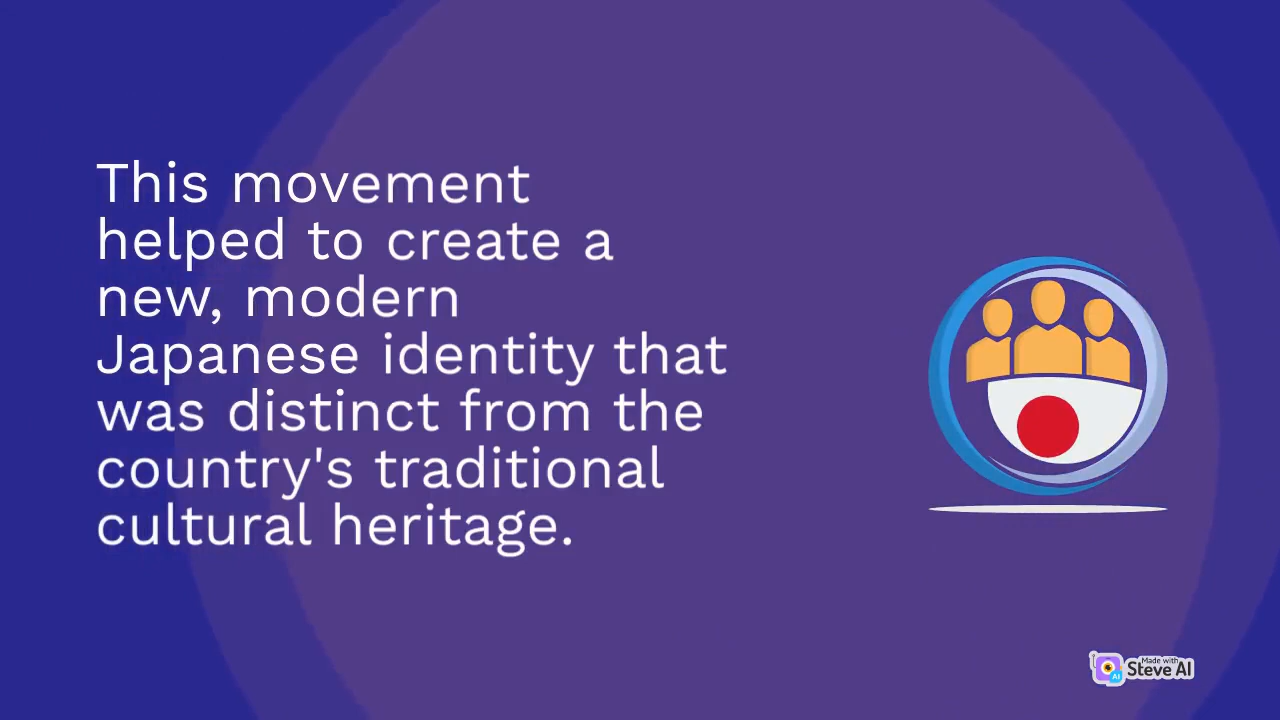 This movement
helped to create a
new, modern
Japanese identity that
was distinct from the
country's traditional
cultural heritage.
Made with
Steve AI
AI